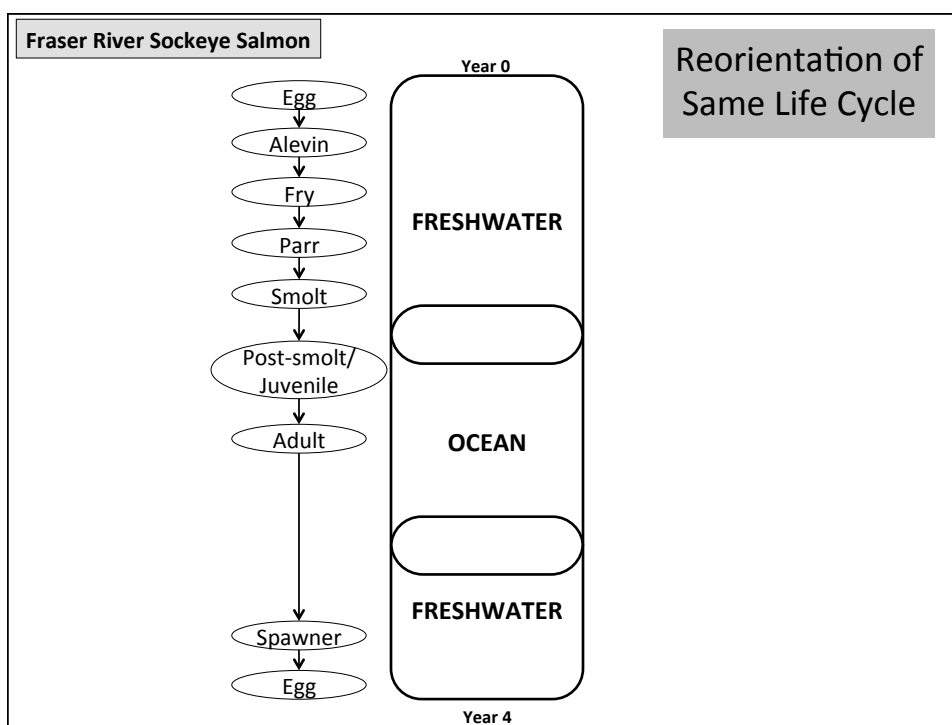 Fraser River Sockeye Salmon
Reorientation of
Same Life Cycle
Year 0
Egg
Alevin
Fry
Parr
Smolt
Post-smolt/
Juvenile
Adult
Spawner
Egg
FRESHWATER
OCEAN
FRESHWATER
Year 4